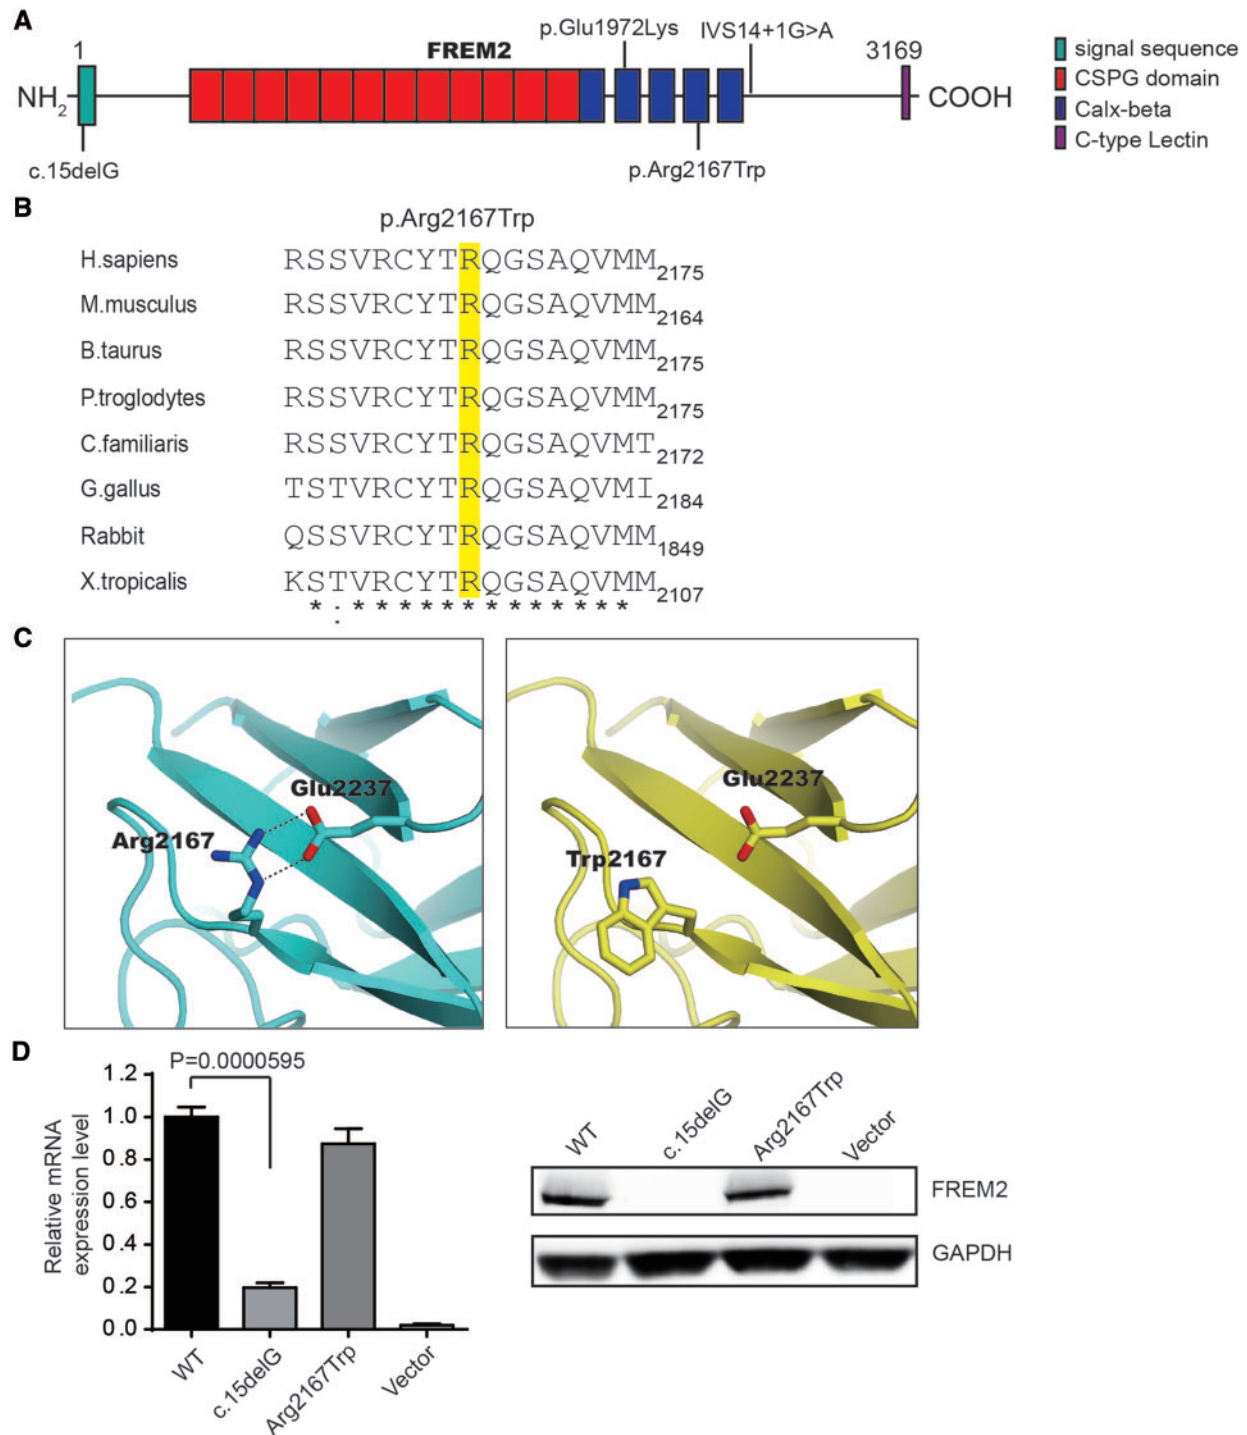 A
FREM2
p.Glu1972Lys
IVS14+1G>A
1
3169
NH2
COOH
c.15delG
p.Arg2167Trp
signal sequence
CSPG domain
Calx-beta
C-type Lectin
B
p.Arg2167Trp
H.sapiens RSSVRCYTRQGSAQVMM2175
M.musculus RSSVRCYTRQGSAQVMM2164
B.taurus RSSVRCYTRQGSAQVMM2175
P.troglodytes RSSVRCYTRQGSAQVMM2175
C.familiaris RSSVRCYTRQGSAQVMT2172
G.gallus TSTVRCYTRQGSAQVMI2184
Rabbit QSSVRCYTRQGSAQVMM1849
X.tropicalis KSTVRCYTRQGSAQVMM2107
*:**************
C
Glu2237
Arg2167
Glu2237
Trp2167
D
P=0.0000595
Relative mRNA
expression level
1.2
1.0
0.8
0.6
0.4
0.2
0.0
WT
c.15delG
Arg2167Trp
Vector
WT
c.15delG
Arg2167Trp
Vector
FREM2
GAPDH